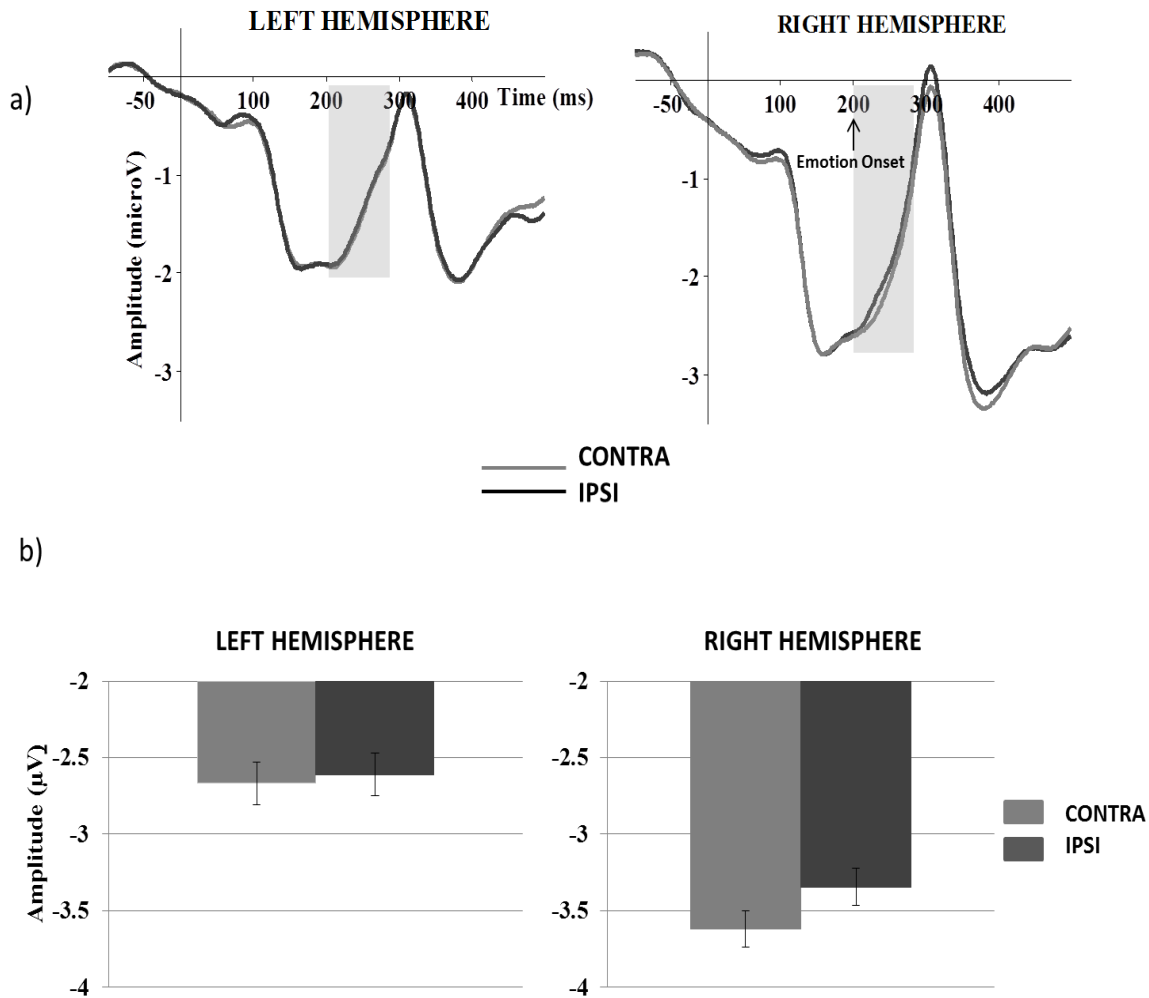 LEFT HEMISPHERE
RIGHT HEMISPHERE
a)
-50 100 200 300 400 Time (ms)
-50 100 200 300 400
Emotion Onset
Amplitude (microV)
-1
-2
-3
-1
-2
-3
CONTRA
IPSI
b)
LEFT HEMISPHERE
RIGHT HEMISPHERE
Amplitude (µV)
-2
-2.5
-3
-3.5
-4
-2
-2.5
-3
-3.5
-4
CONTRA
IPSI